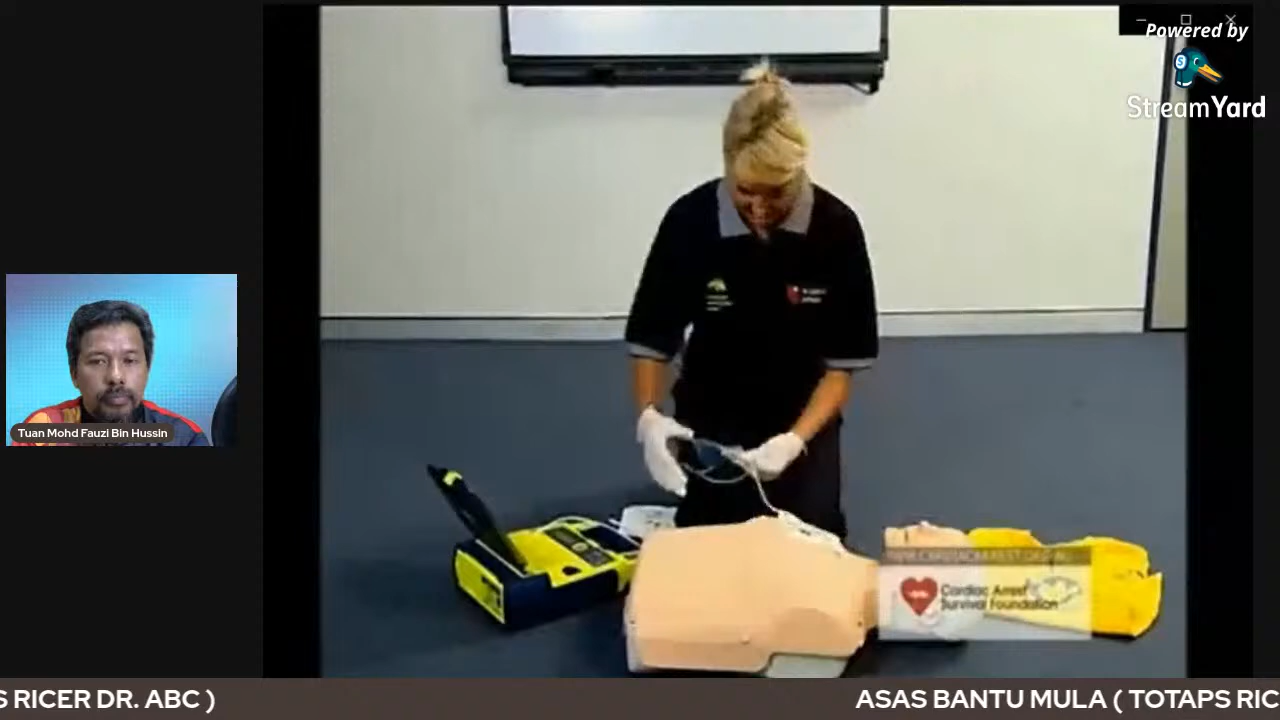 Powered by
StreamYard
Tuan Mohd Fauzi Bin Hussin
Cardiac Arrest
Survival Foundation
S RICER DR. ABC )
ASAS BANTU MULA ( TOTAPS RIC